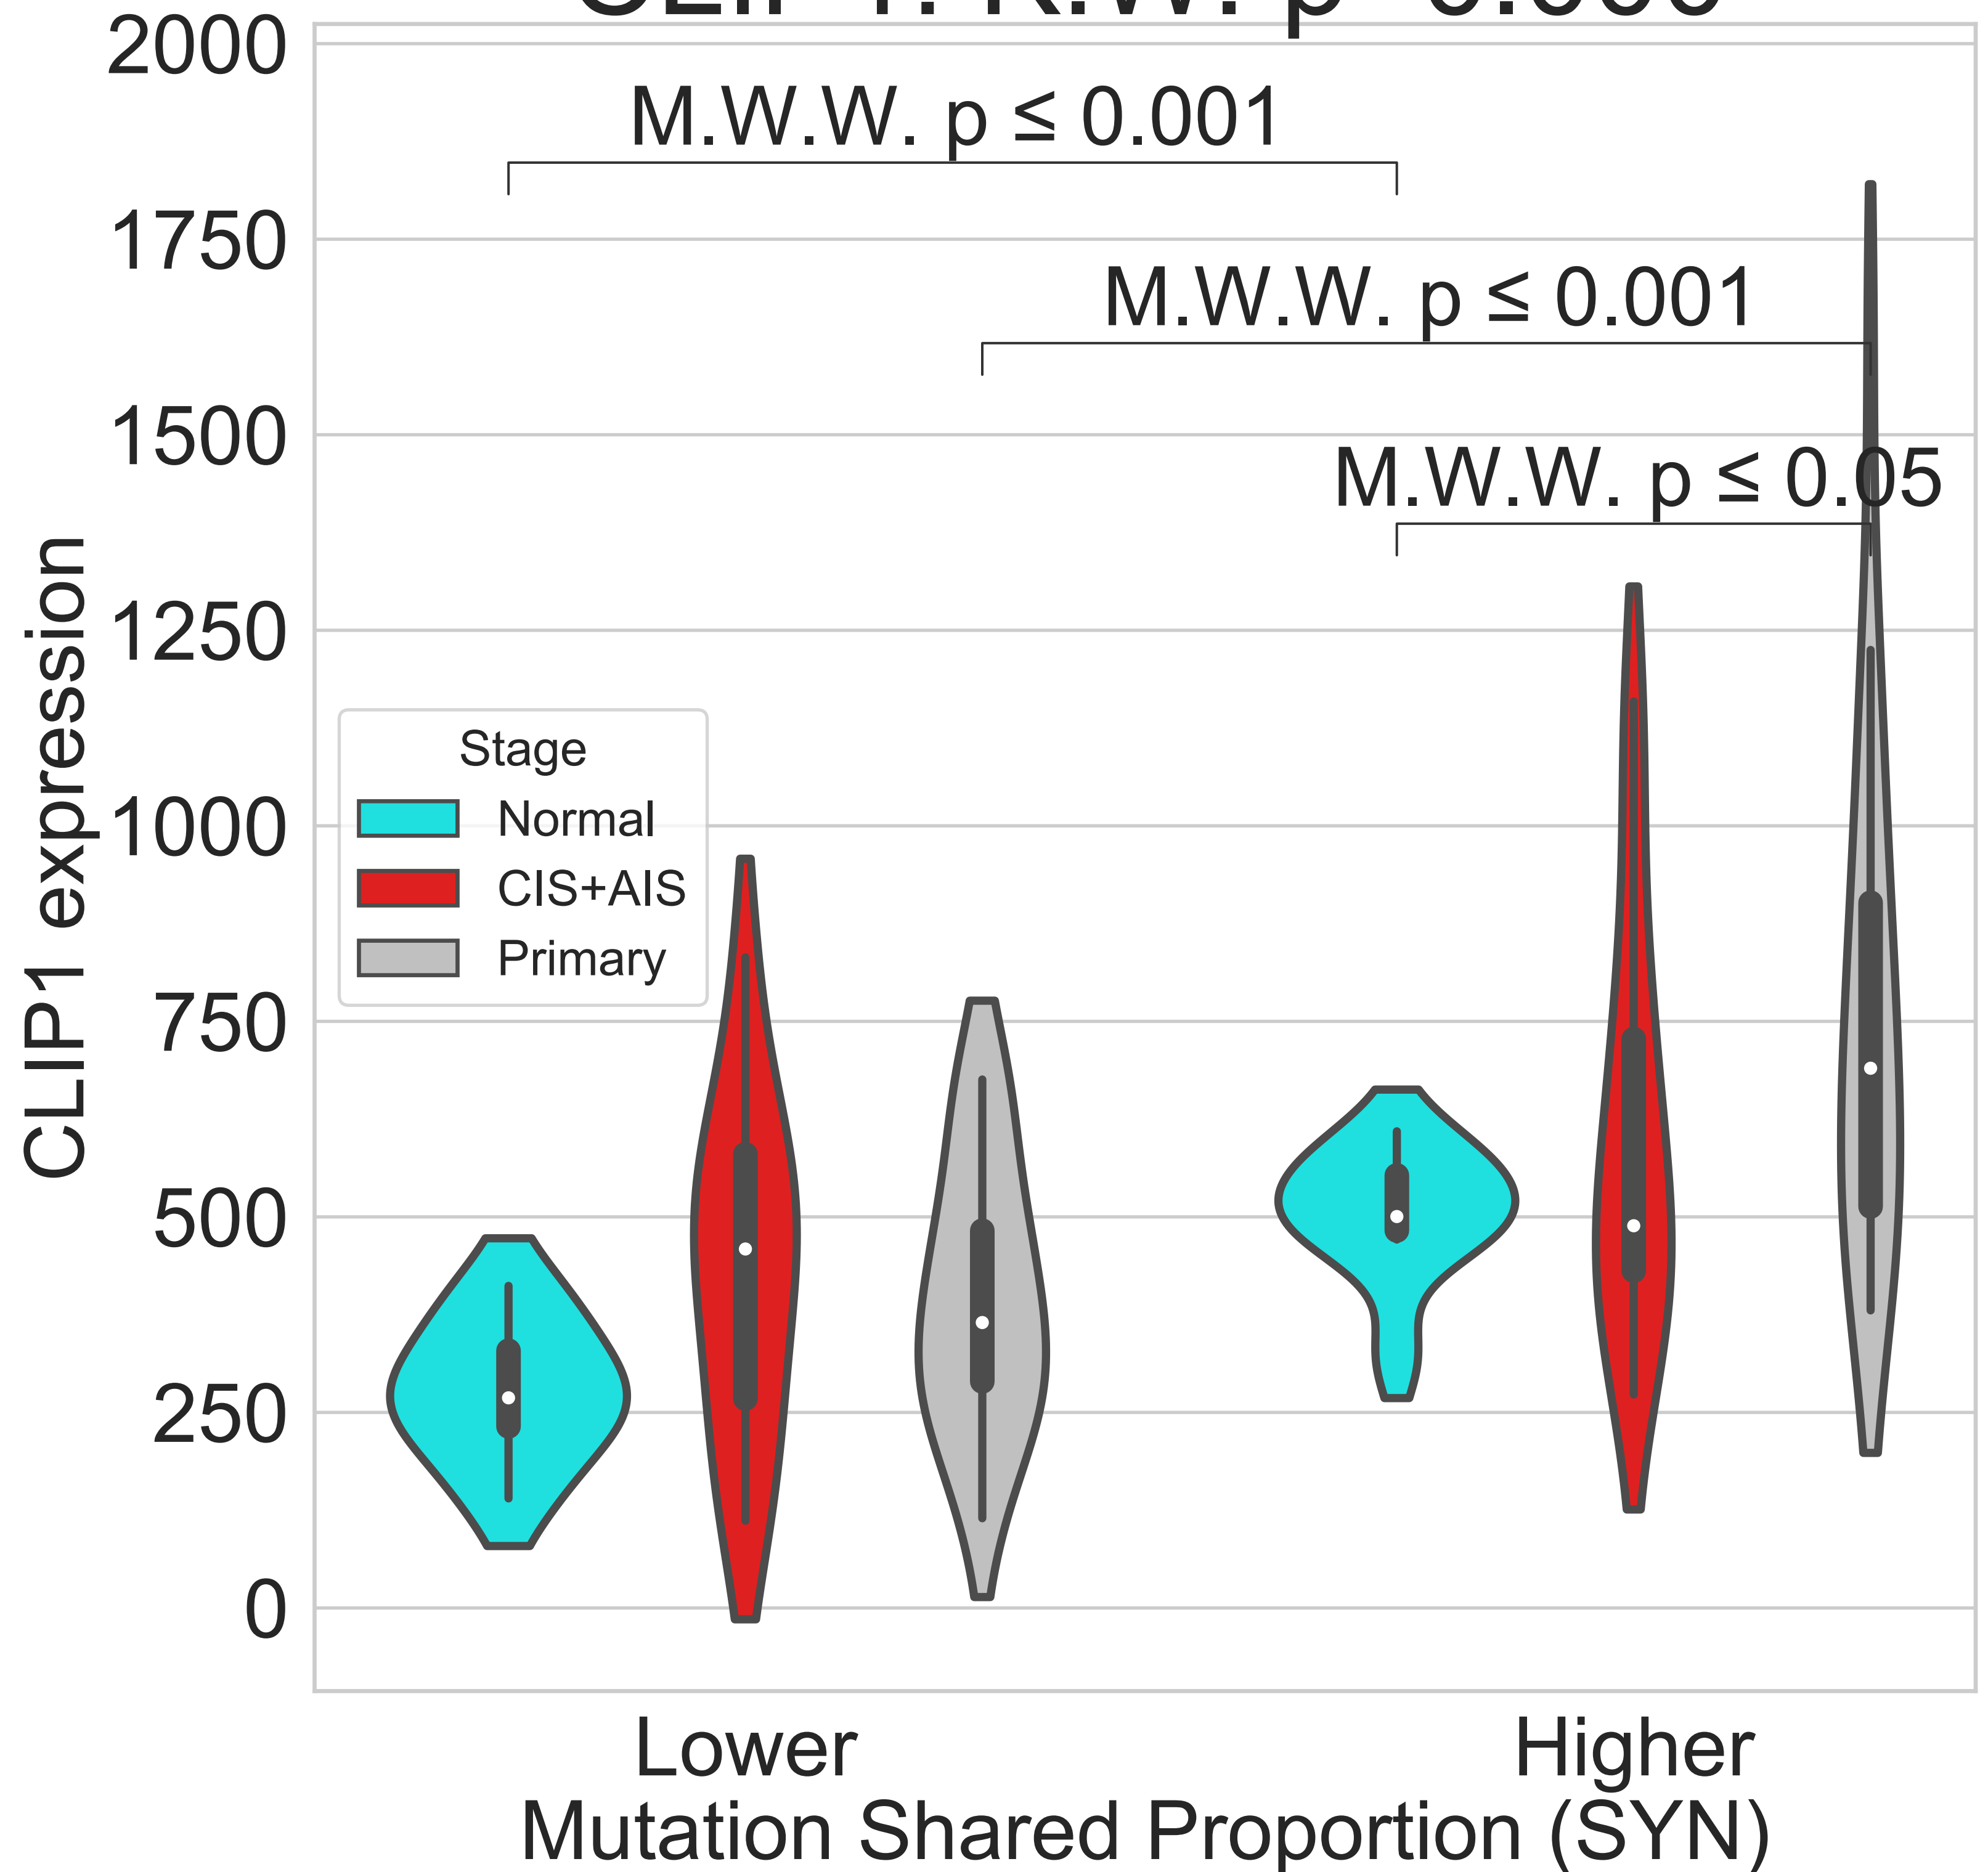 2000
M.W.W. p ≤ 0.001
1750
M.W.W. p ≤ 0.001
1500
M.W.W. p ≤ 0.05
1250
1000
750
500
250
0
CLIP1 expression
Stage
Normal
CIS+AIS
Primary
Lower
Higher
Mutation Shared Proportion (SYN)